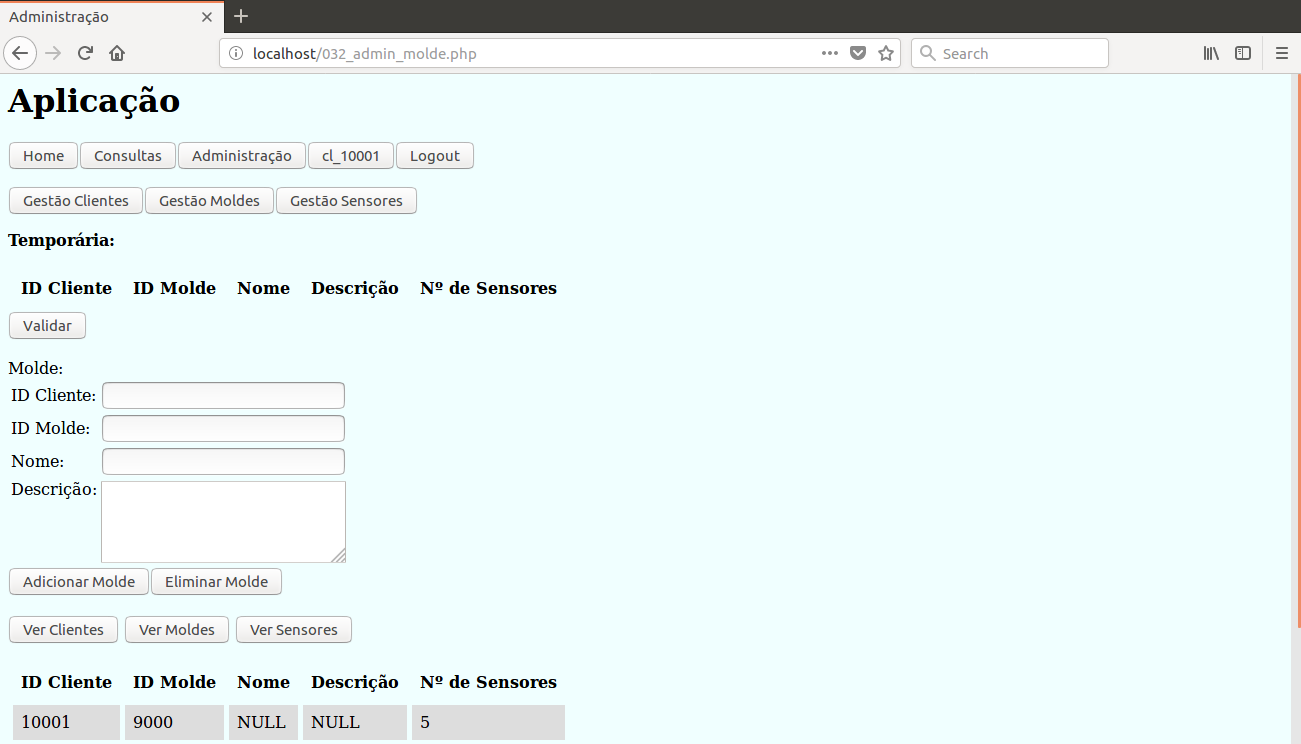 Administração
localhost/032_admin_molde.php
Search
Aplicação
Home Consultas Administração cl_10001 Logout
Gestão Clientes Gestão Moldes Gestão Sensores
Temporária:
ID Cliente ID Molde Nome Descrição Nº de Sensores
Validar
Molde:
ID Cliente:
ID Molde:
Nome:
Descrição:
Adicionar Molde Eliminar Molde
Ver Clientes Ver Moldes Ver Sensores
ID Cliente ID Molde Nome Descrição Nº de Sensores
10001 9000 NULL NULL 5